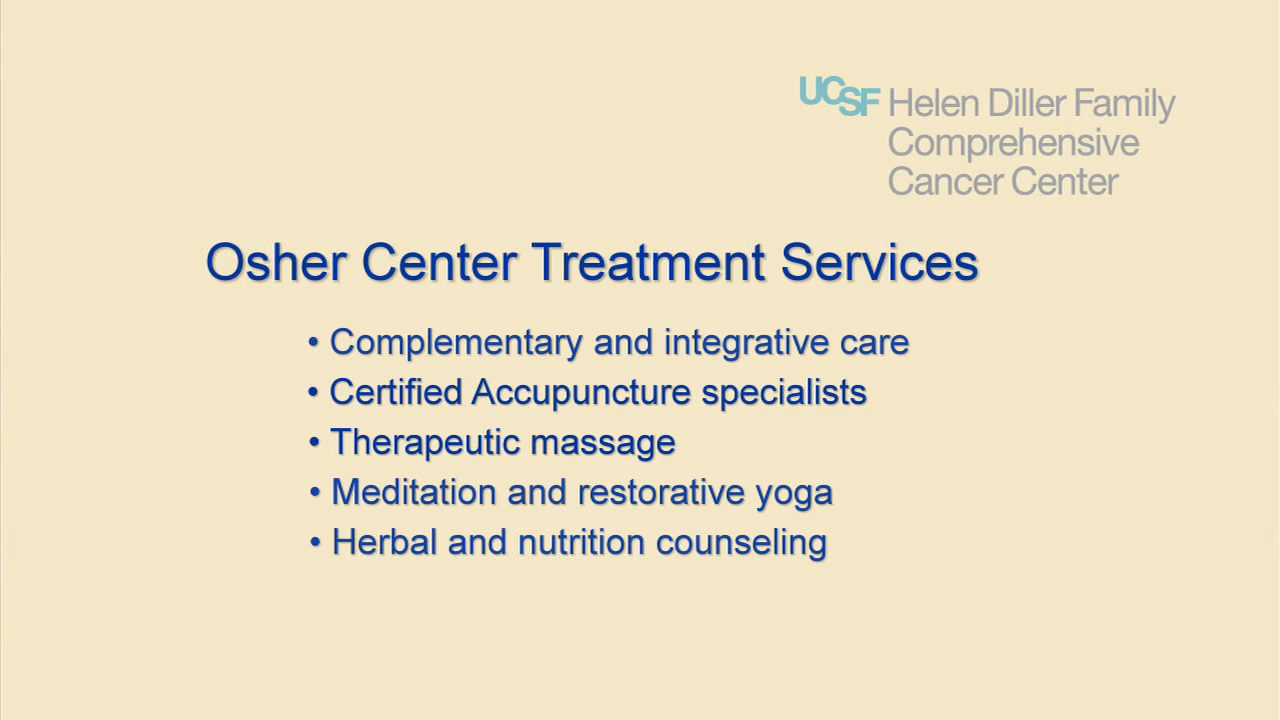 UCSF Helen Diller Family
Comprehensive
Cancer Center
Osher Center Treatment Services
• Complementary and integrative care
• Certified Accupuncture specialists
• Therapeutic massage
• Meditation and restorative yoga
• Herbal and nutrition counseling